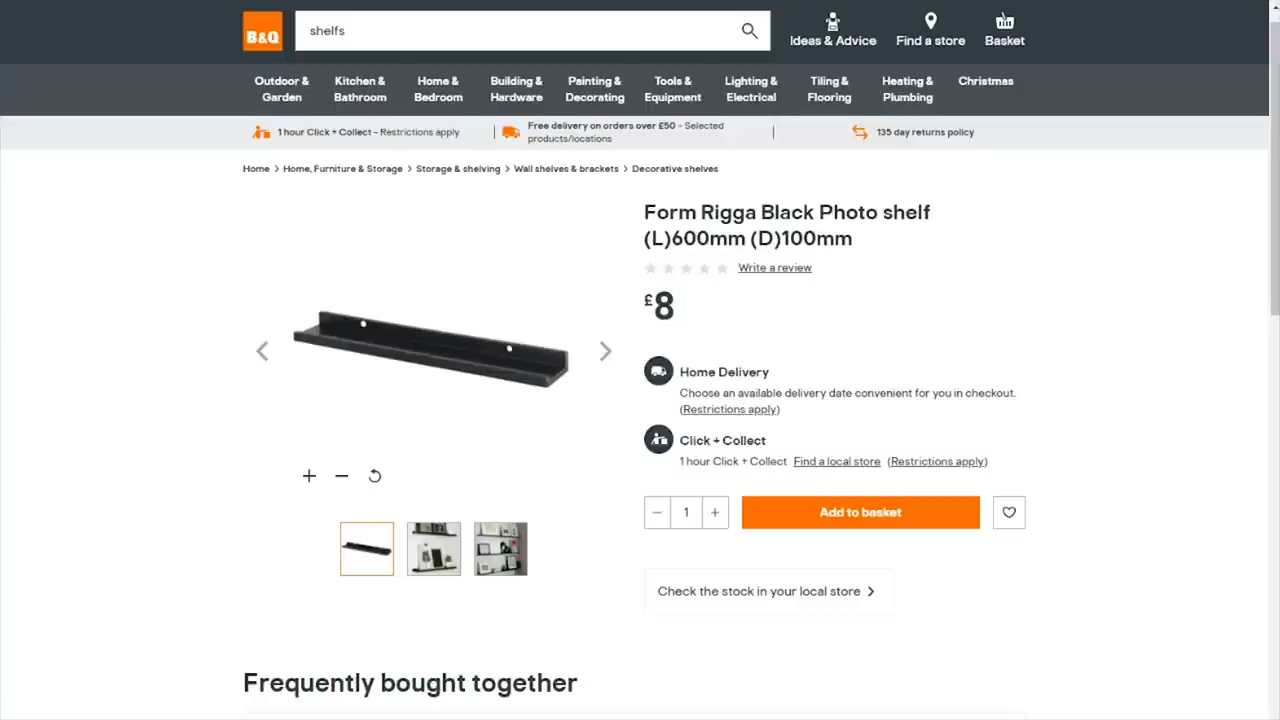 B&Q
shelfs
Ideas & Advice
Find a store
Basket
Outdoor &
Garden
Kitchen &
Bathroom
Home &
Bedroom
Building &
Hardware
Painting &
Decorating
Tools &
Equipment
Lighting &
Electrical
Tiling &
Flooring
Heating &
Plumbing
Christmas
1 hour Click + Collect - Restrictions apply
Free delivery on orders over £50 - Selected
products/locations
135 day returns policy
Home > Home, Furniture & Storage > Storage & shelving > Wall shelves & brackets > Decorative shelves
Form Rigga Black Photo shelf
(L)600mm (D)100mm
Write a review
£8
Home Delivery
Choose an available delivery date convenient for you in checkout.
(Restrictions apply)
Click + Collect
1 hour Click + Collect Find a local store (Restrictions apply)
1
Add to basket
Check the stock in your local store
Frequently bought together